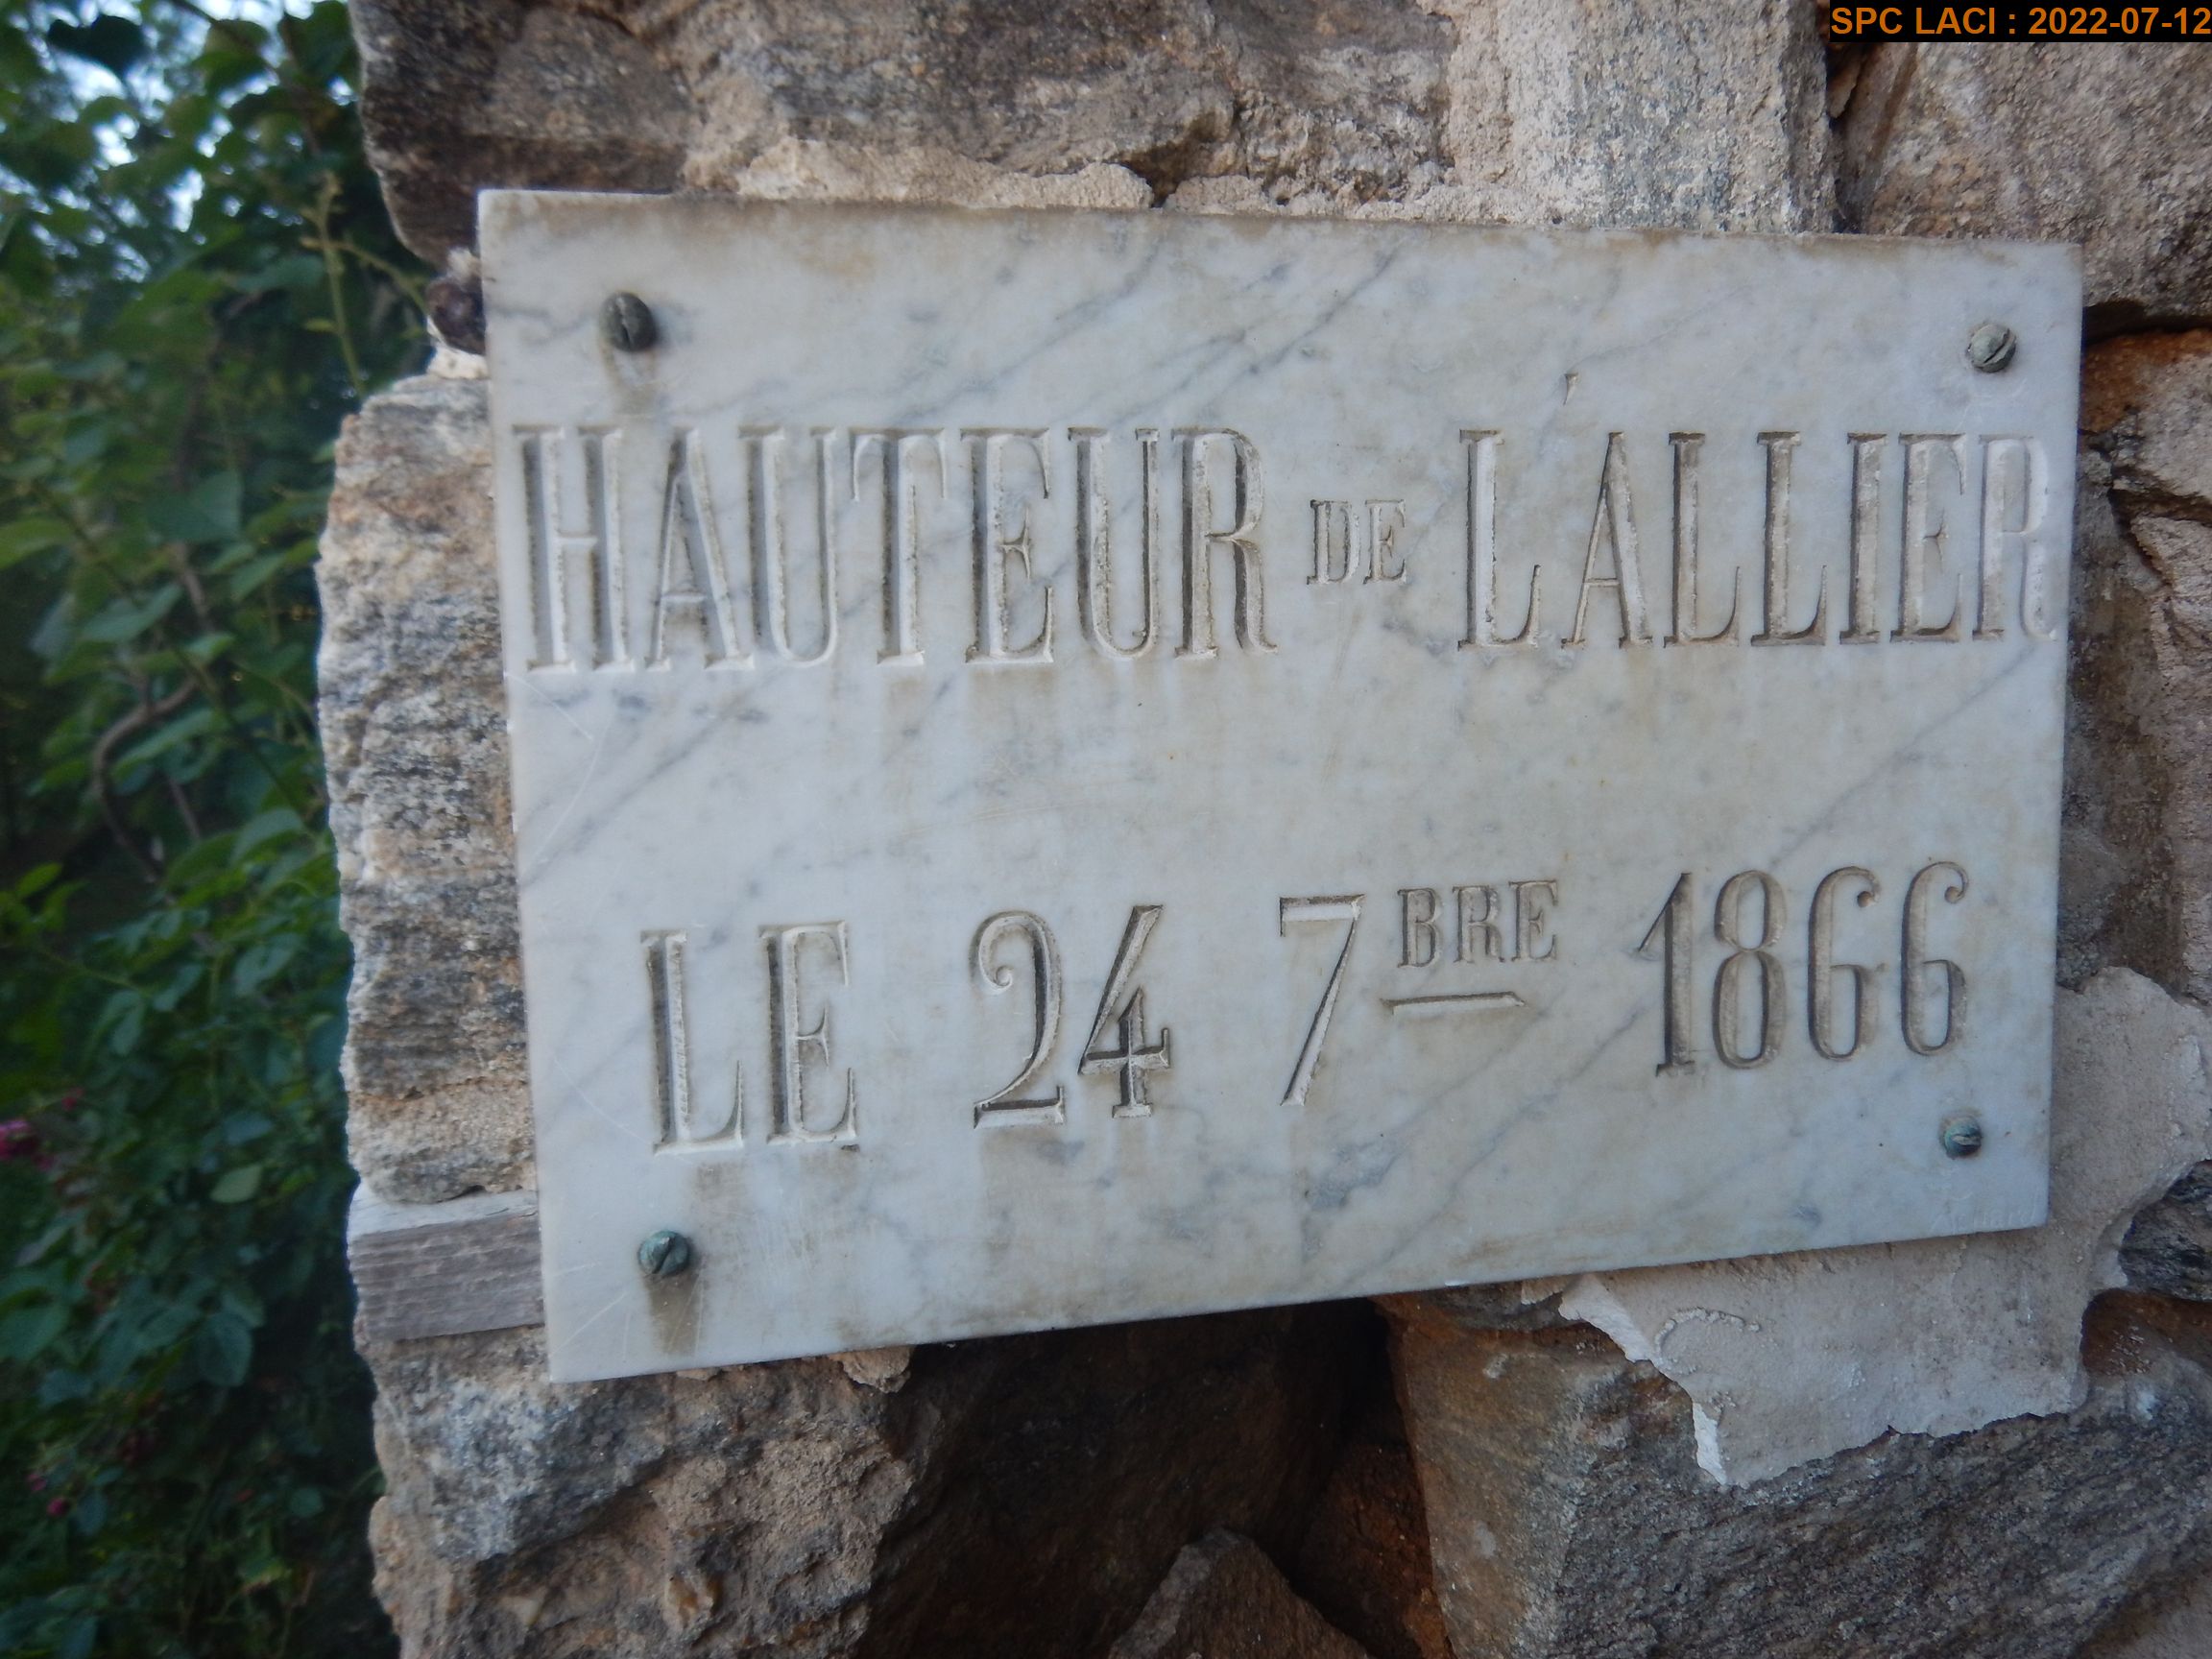 SPC LACI : 2022-07-12
HAUTEUR DE L'ALLIER
LE 24 7BRE 1866